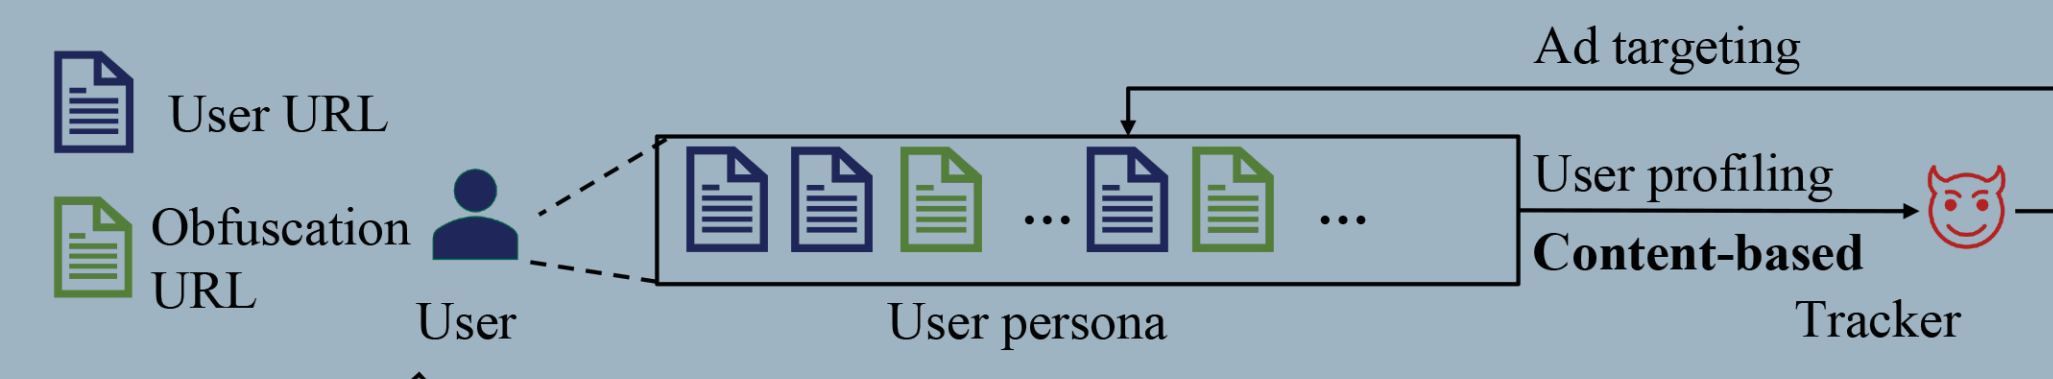 Ad targeting
User URL
User profiling
Obfuscation
URL
...
...
Content-based
User
User persona
Tracker